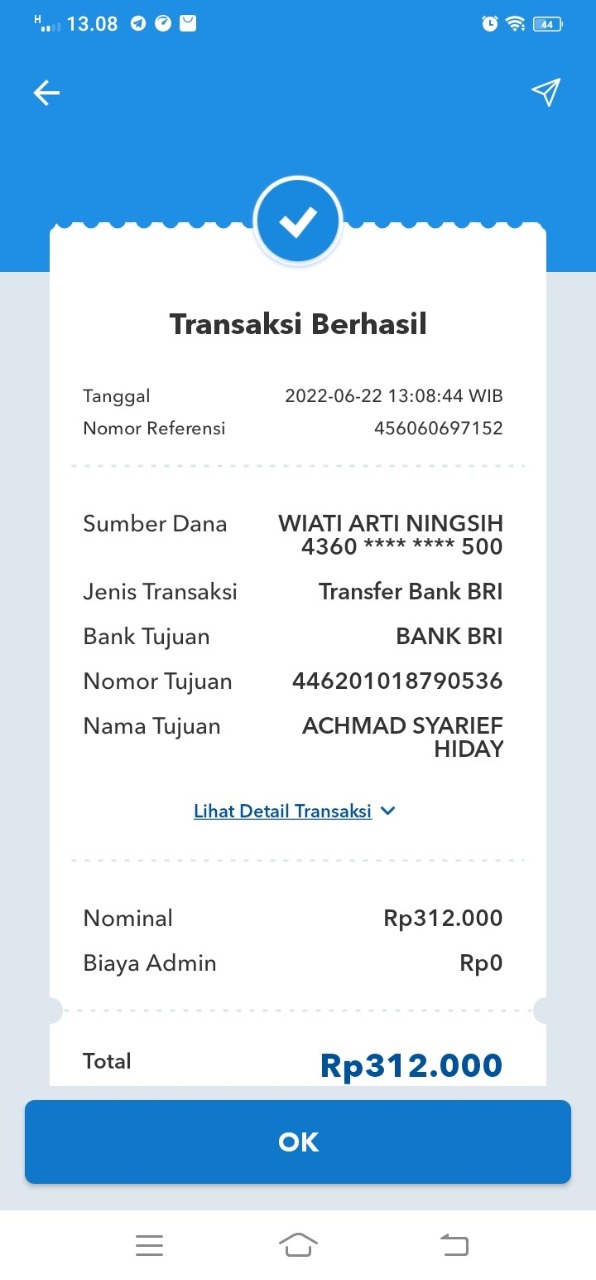 H 13.08 44
Transaksi Berhasil
Tanggal 2022-06-22 13:08:44 WIB
Nomor Referensi 456060697152
Sumber Dana WIATI ARTI NINGSIH
4360 **** **** 500
Jenis Transaksi Transfer Bank BRI
Bank Tujuan BANK BRI
Nomor Tujuan 446201018790536
Nama Tujuan ACHMAD SYARIEF
HIDAY
Lihat Detail Transaksi
Nominal Rp312.000
Biaya Admin Rp0
Total Rp312.000
OK